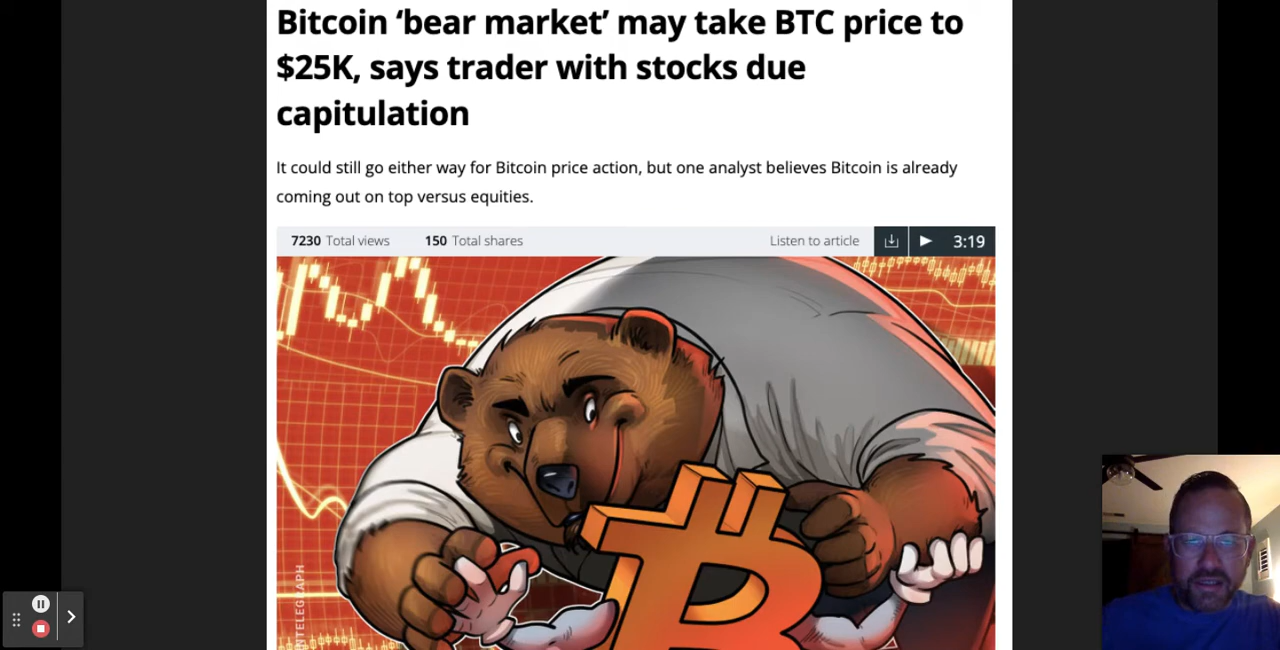 Bitcoin ‘bear market’ may take BTC price to
$25K, says trader with stocks due
capitulation
It could still go either way for Bitcoin price action, but one analyst believes Bitcoin is already
coming out on top versus equities.
7230 Total views 150 Total shares Listen to article 3:19
NTELEGRAPH